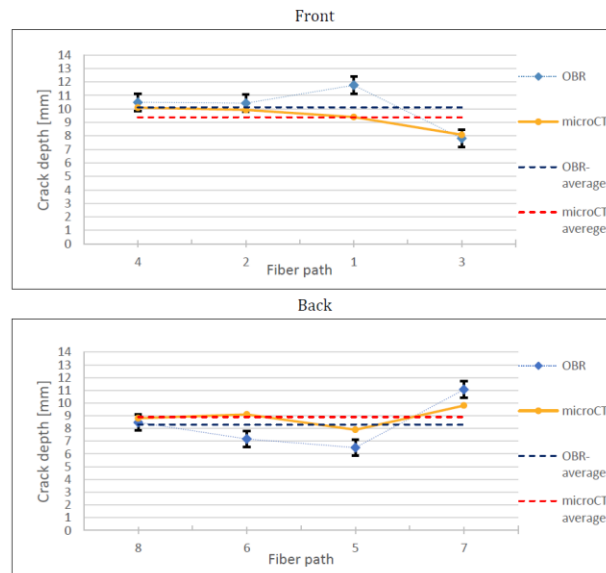 Front
14
13
12
11
10
9
8
7
6
5
4
3
2
1
0
Crack depth [mm]
4 2 1 3
Fiber path
OBR
microCT
OBR-
average
microCT
averege
Back
14
13
12
11
10
9
8
7
6
5
4
3
2
1
0
Crack depth [mm]
8 6 5 7
Fiber path
OBR
microCT
OBR-
average
microCT
average